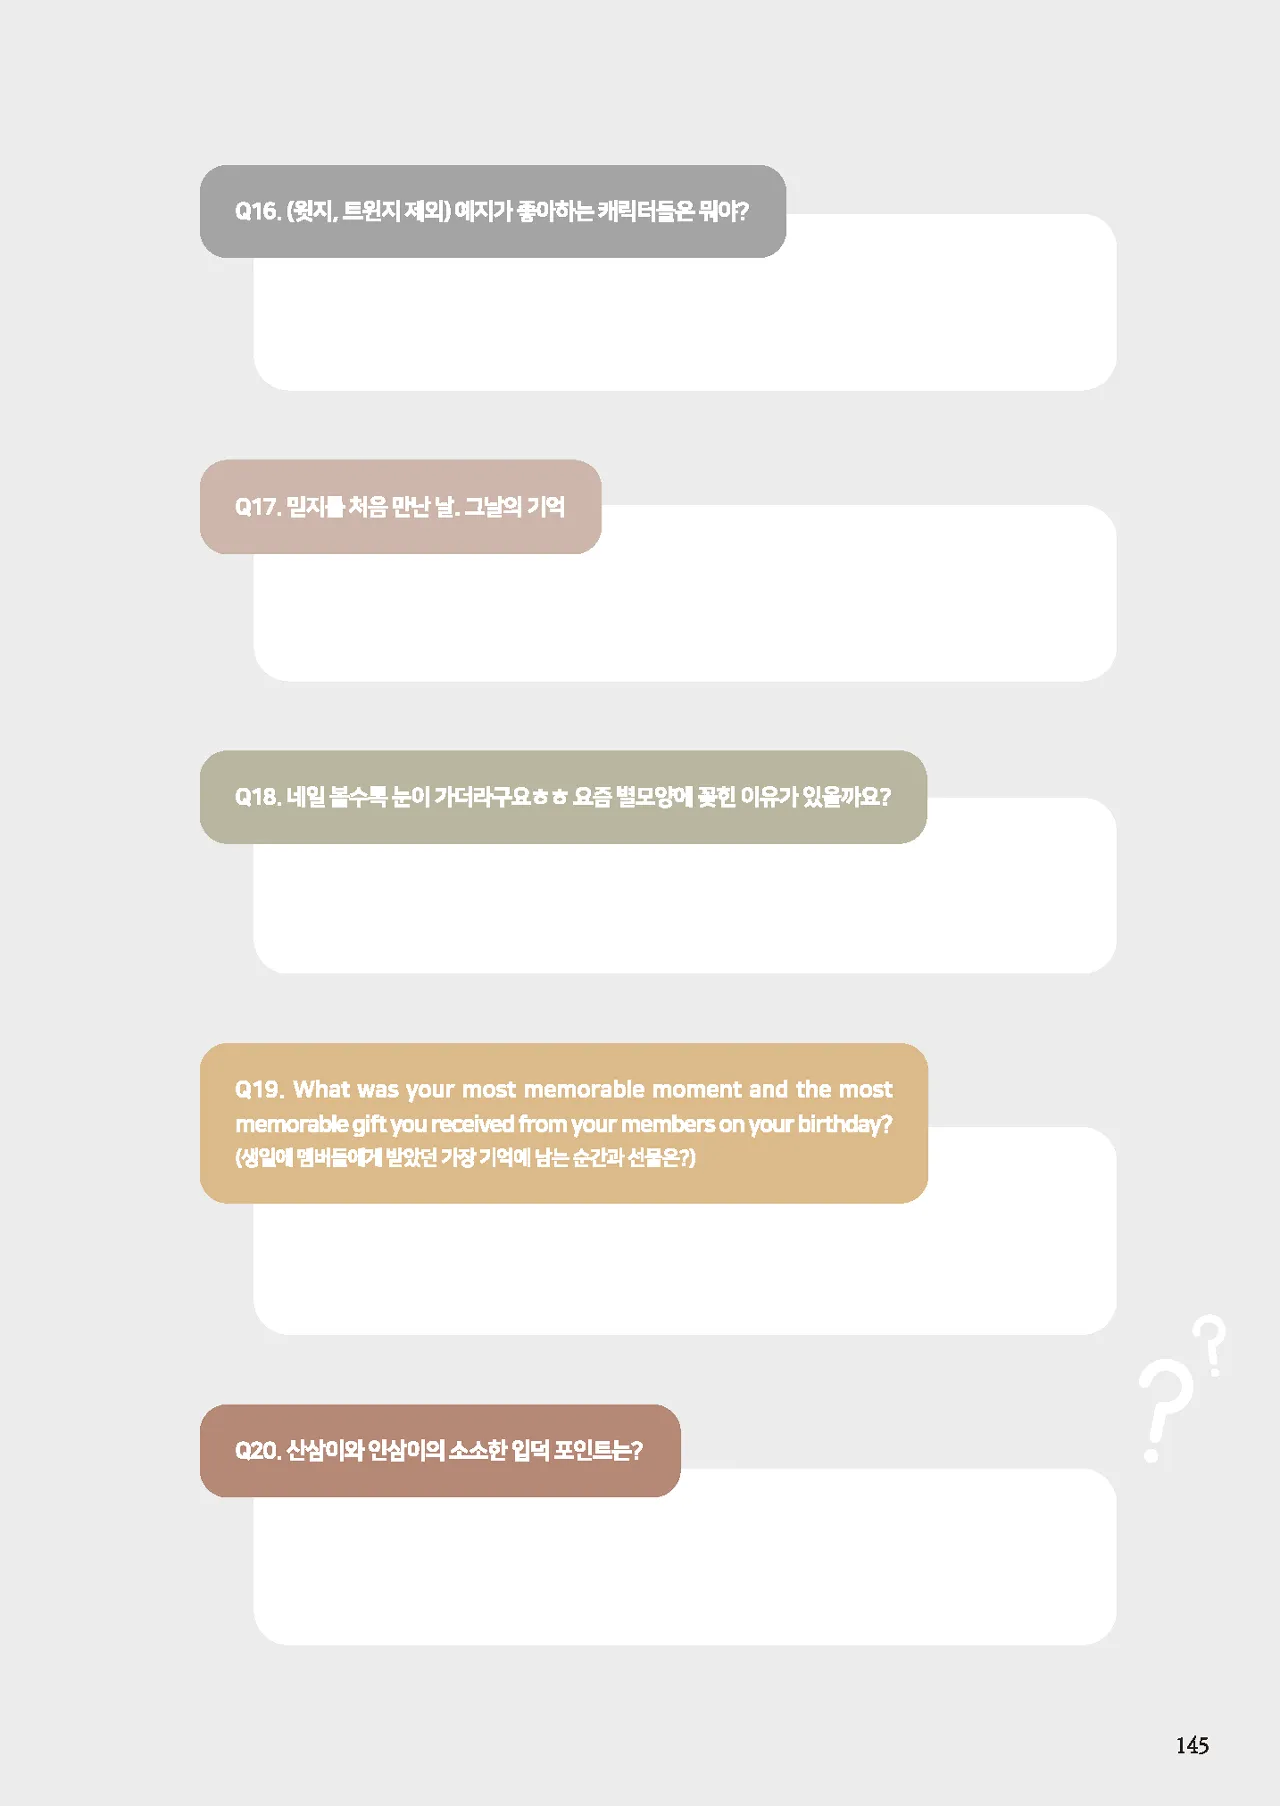 Q16. (윗지, 트윈지 제외) 예지가 좋아하는 캐릭터들은 뭐야?
Q17. 믿지를 처음 만난 날. 그날의 기억
Q18. 네일 볼수록 눈이 가더라구요ㅎㅎ 요즘 별모양에 꽂힌 이유가 있을까요?
Q19. What was your most memorable moment and the most
memorable gift you received from your members on your birthday?
(생일에 멤버들에게 받았던 가장 기억에 남는 순간과 선물은?)
Q20. 산삼이와 인삼이의 소소한 입덕 포인트는?
145